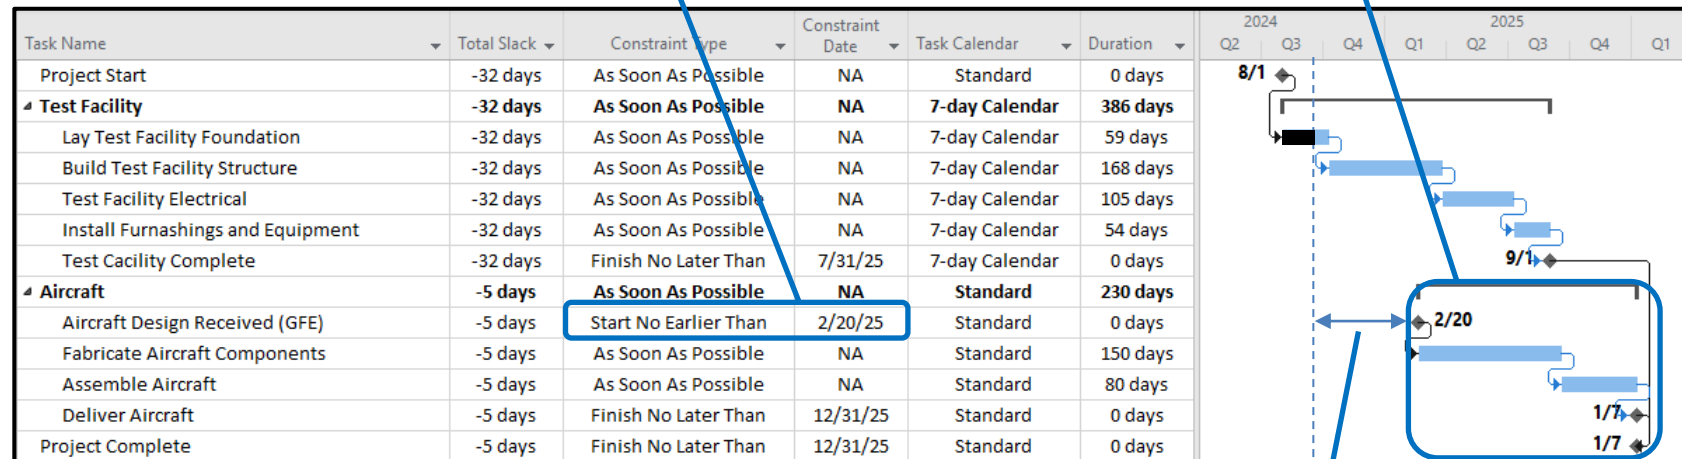 Constraint 2024 2025
Task Name Total Slack Constraint Type Date Task Calendar Duration Q2 Q3 Q4 Q1 Q2 Q3 Q4 Q1
Project Start -32 days As Soon As Possible NA Standard 0 days 8/1
Test Facility -32 days As Soon As Possible NA 7-day Calendar 386 days
Lay Test Facility Foundation -32 days As Soon As Possible NA 7-day Calendar 59 days
Build Test Facility Structure -32 days As Soon As Possible NA 7-day Calendar 168 days
Test Facility Electrical -32 days As Soon As Possible NA 7-day Calendar 105 days
Install Furnashings and Equipment -32 days As Soon As Possible NA 7-day Calendar 54 days
Test Cacility Complete -32 days Finish No Later Than 7/31/25 7-day Calendar 0 days 9/1
Aircraft -5 days As Soon As Possible NA Standard 230 days
Aircraft Design Received (GFE) -5 days Start No Earlier Than 2/20/25 Standard 0 days 2/20
Fabricate Aircraft Components -5 days As Soon As Possible NA Standard 150 days
Assemble Aircraft -5 days As Soon As Possible NA Standard 80 days
Deliver Aircraft -5 days Finish No Later Than 12/31/25 Standard 0 days 1/7
Project Complete -5 days Finish No Later Than 12/31/25 Standard 0 days 1/7